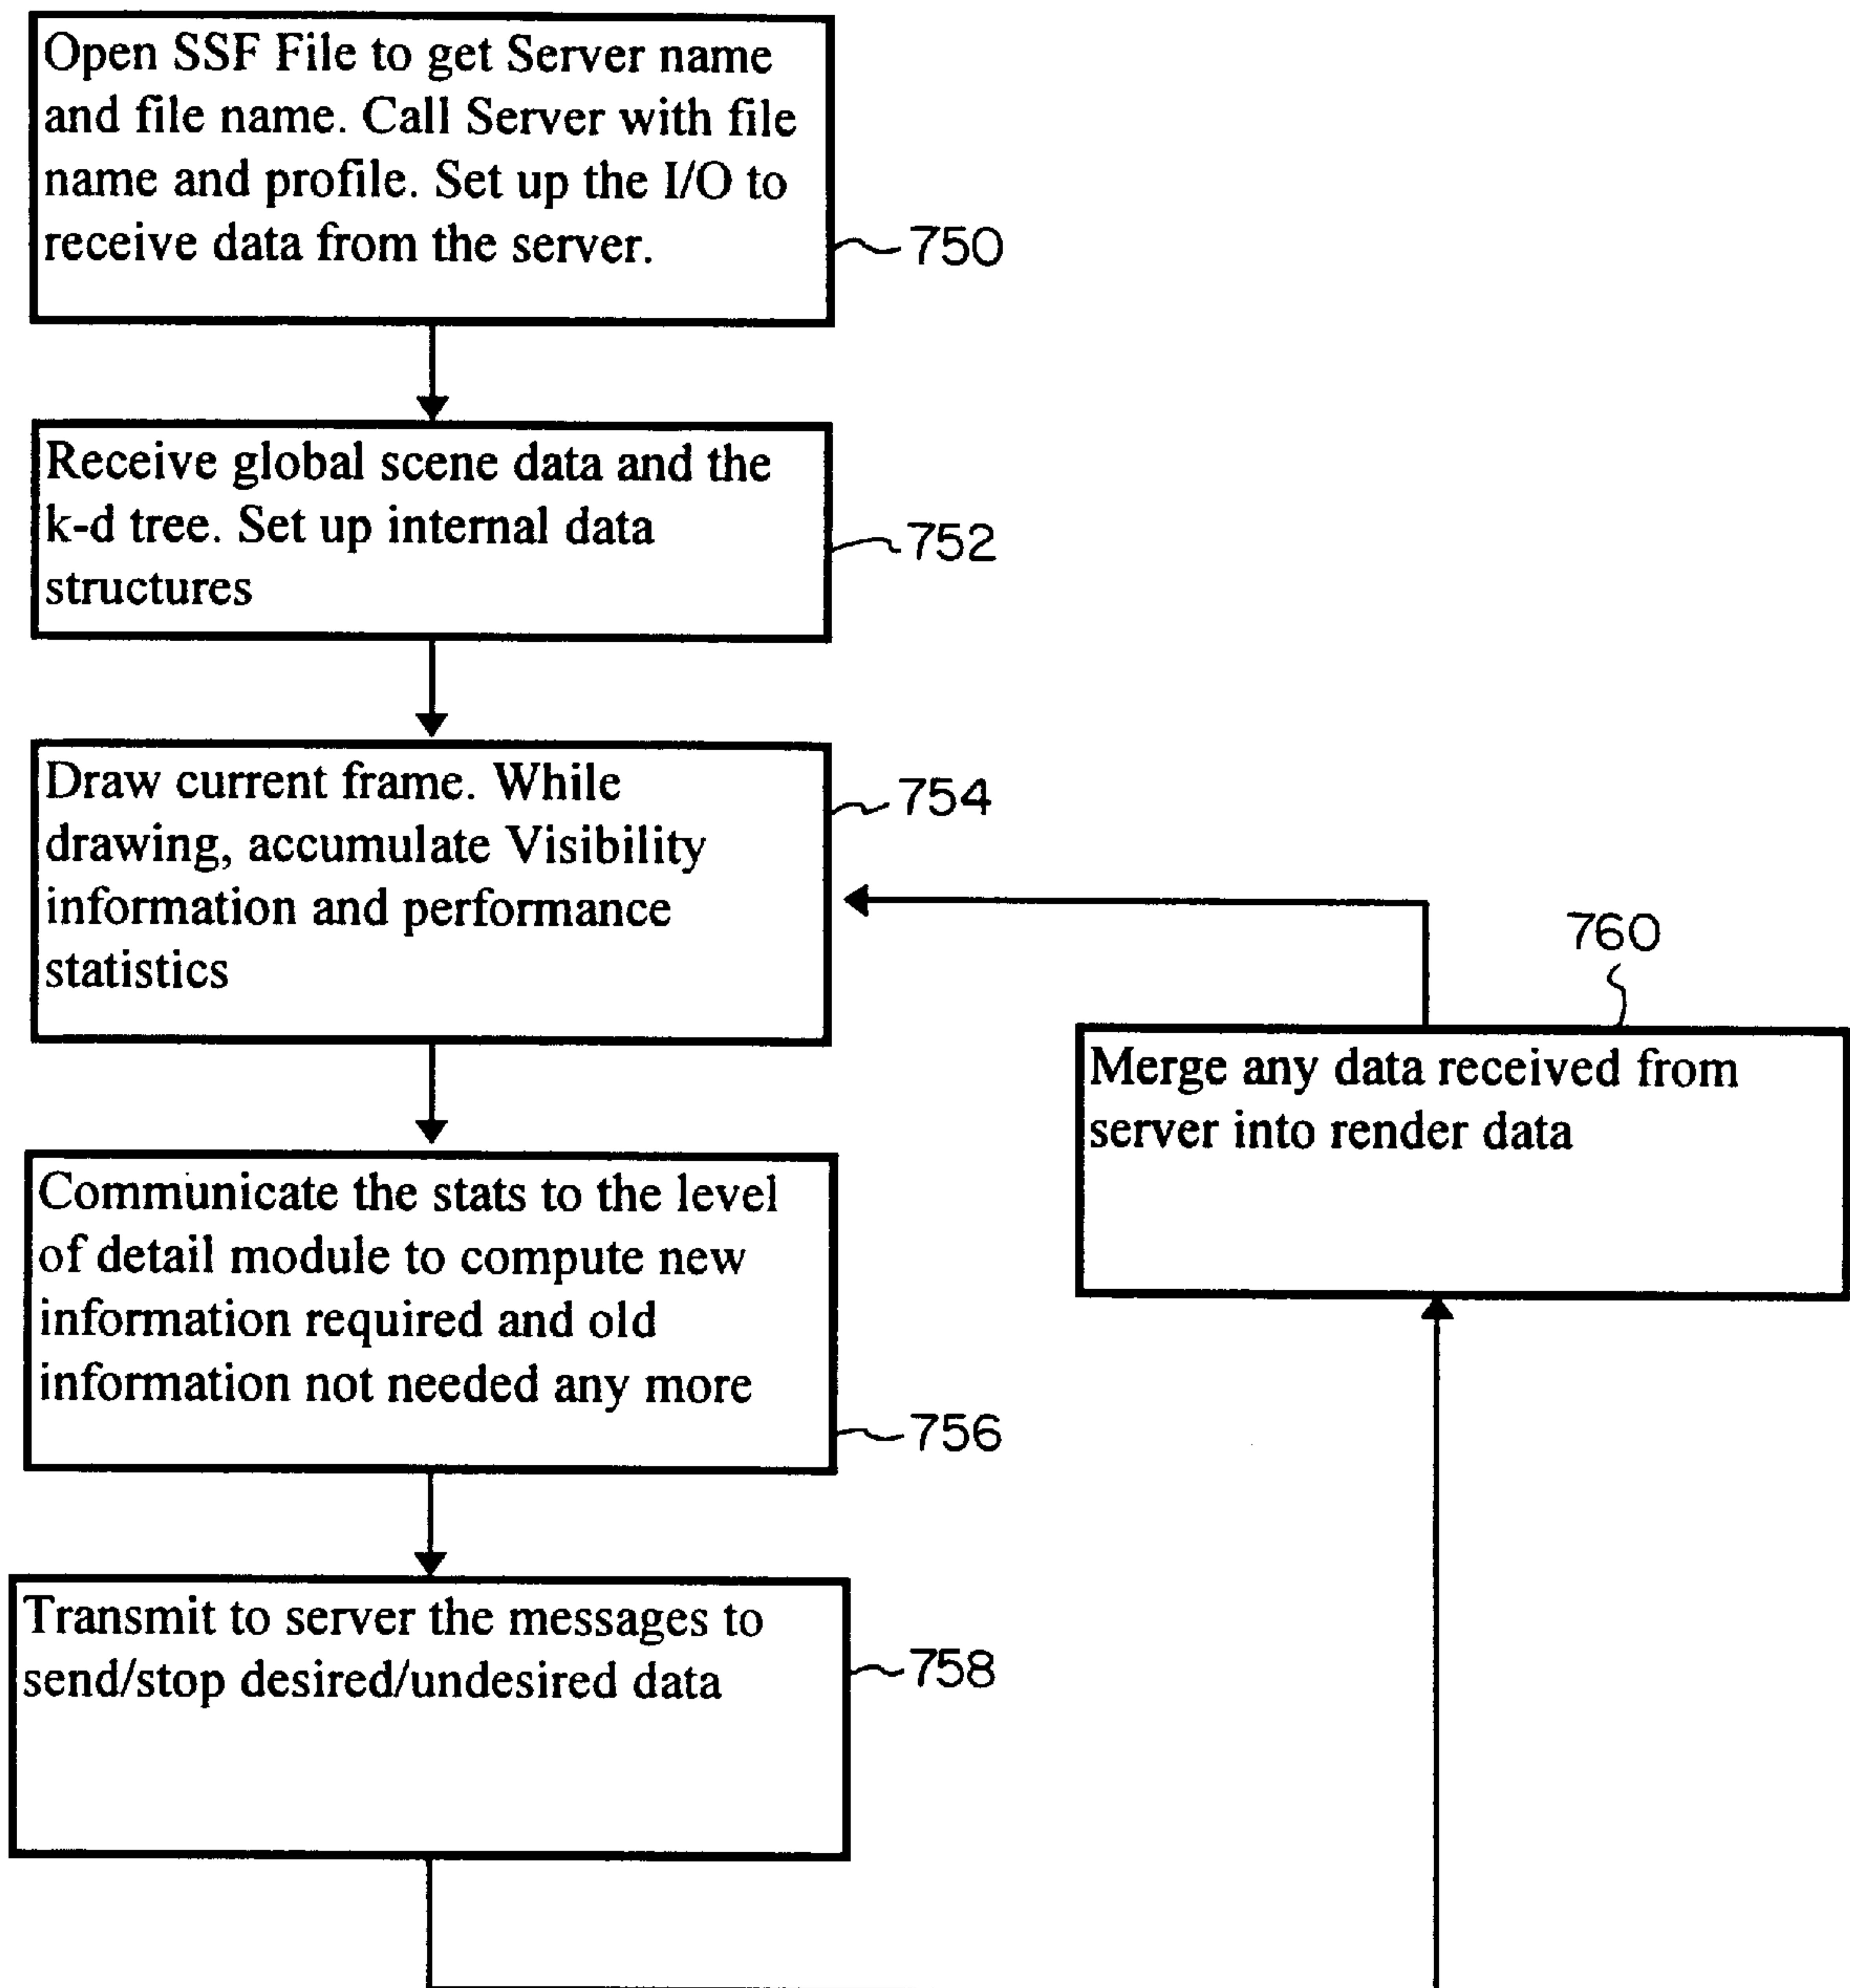 Open SSF File to get Server name
and file name. Call Server with file
name and profile. Set up the I/O to
receive data from the server.
750
Receive global scene data and the
k-d tree. Set up internal data
structures
752
Draw current frame. While
drawing, accumulate Visibility
information and performance
statistics
754
Communicate the stats to the level
of detail module to compute new
information required and old
information not needed any more
756
Transmit to server the messages to
send/stop desired/undesired data
758
760
Merge any data received from
server into render data